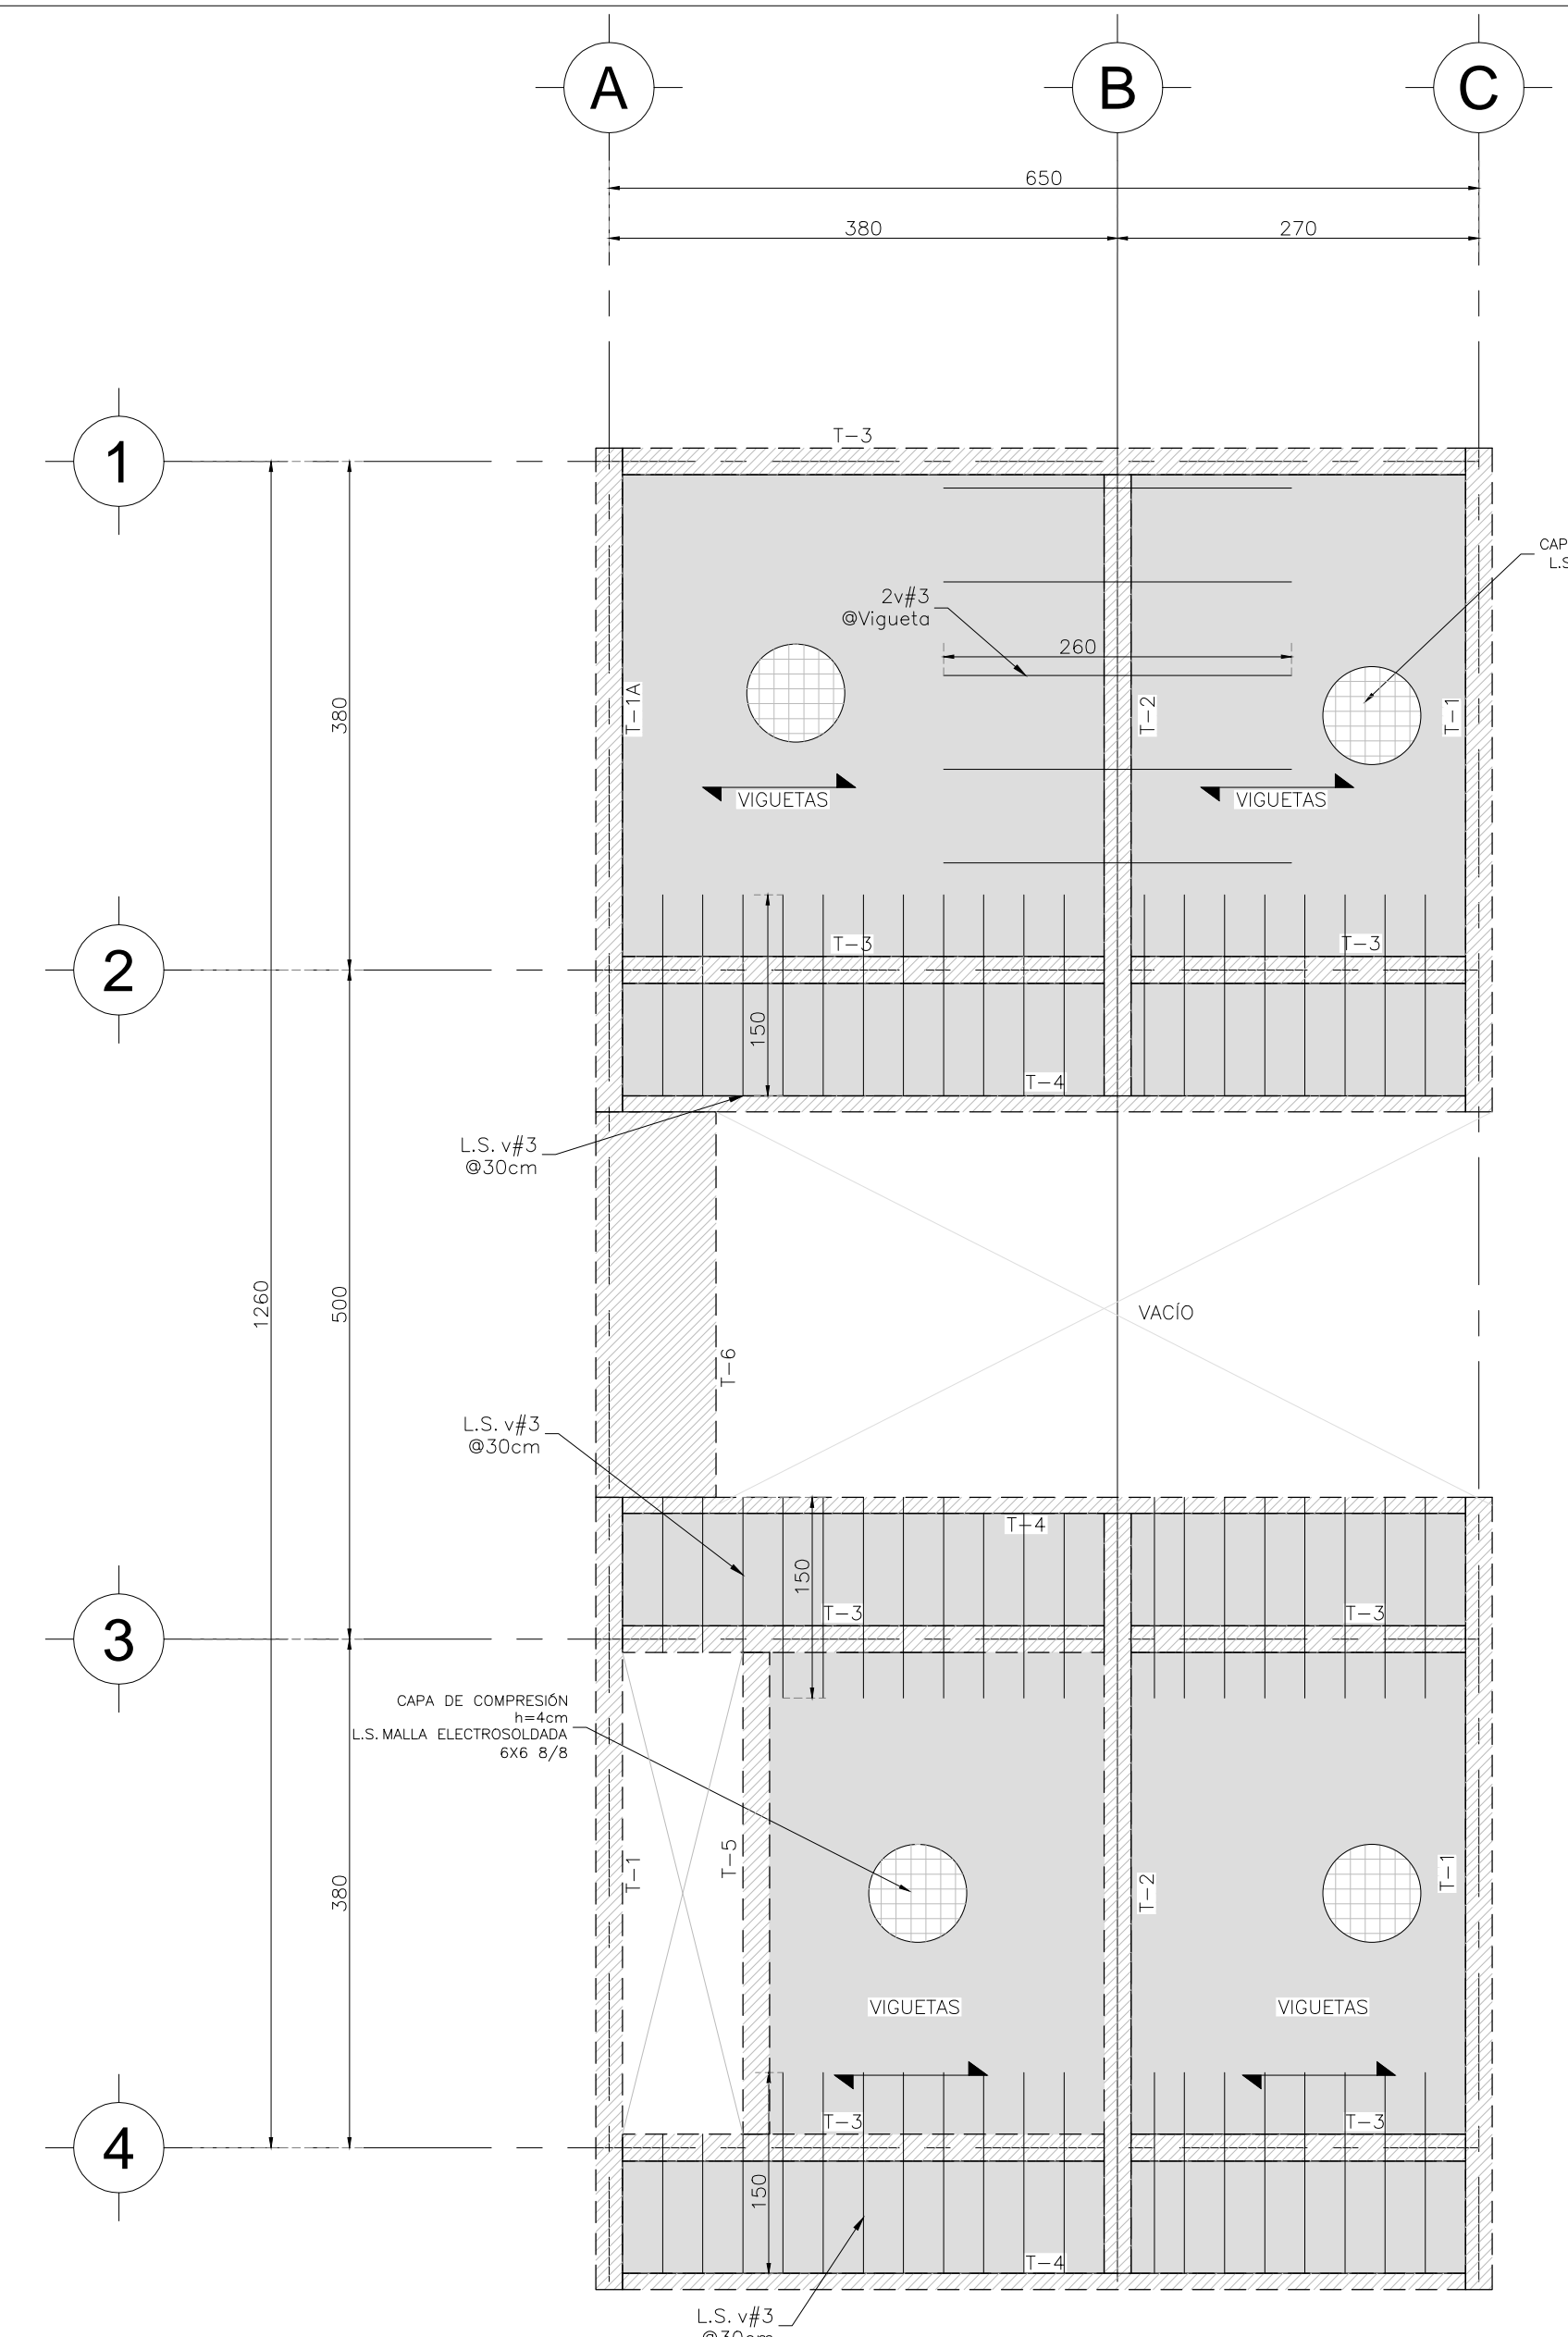 A
B
C
650
380
270
1
T-3
CAP
L.S
2v#3
@Vigueta
260
T-1A
T-2
T-1
380
VIGUETAS
VIGUETAS
T-3
T-3
2
150
T-4
L.S. v#3
@30cm
1260
500
VACÍO
T-6
L.S. v#3
@30cm
T-4
150
T-3
T-3
3
CAPA DE COMPRESIÓN
h=4cm
L.S. MALLA ELECTROSOLDADA
6X6 8/8
T-1
T-5
T-2
T-1
380
VIGUETAS
VIGUETAS
T-3
T-3
4
150
T-4
L.S. v#3
@30cm